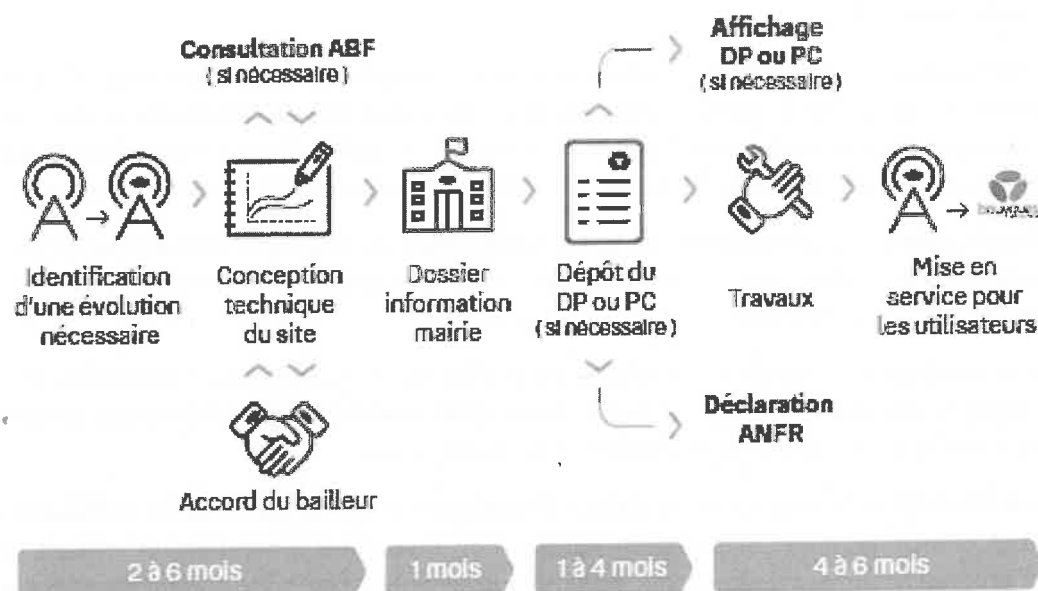 Consultation ABF
(si nécessaire)
Affichage
DP ou PC
(si nécessaire)
Identification
d'une évolution
nécessaire
Conception
technique
du site
Dossier
information
mairie
Dépôt du
DP ou PC
(si nécessaire)
Travaux
Mise en
service pour
les utilisateurs
Accord du bailleur
Déclaration
ANFR
2 à 6 mois
1 mois
1 à 4 mois
4 à 6 mois